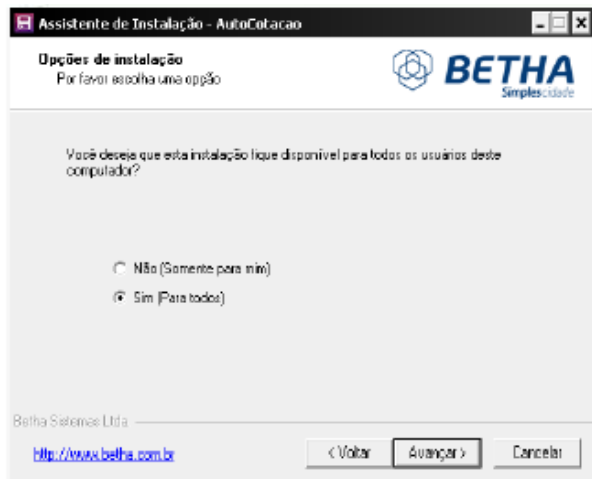 Assistente de Instalação - AutoCotacao
Opções de instalação
Por favor escolha uma opção
BETHA
Simplescidade
Você deseja que esta instalação fique disponível para todos os usuários deste
computador?
Não (Somente para mim)
Sim (Para todos)
Betha Sistemas Ltda
http://www.betha.com.br
< Voltar
Avançar >
Cancelar